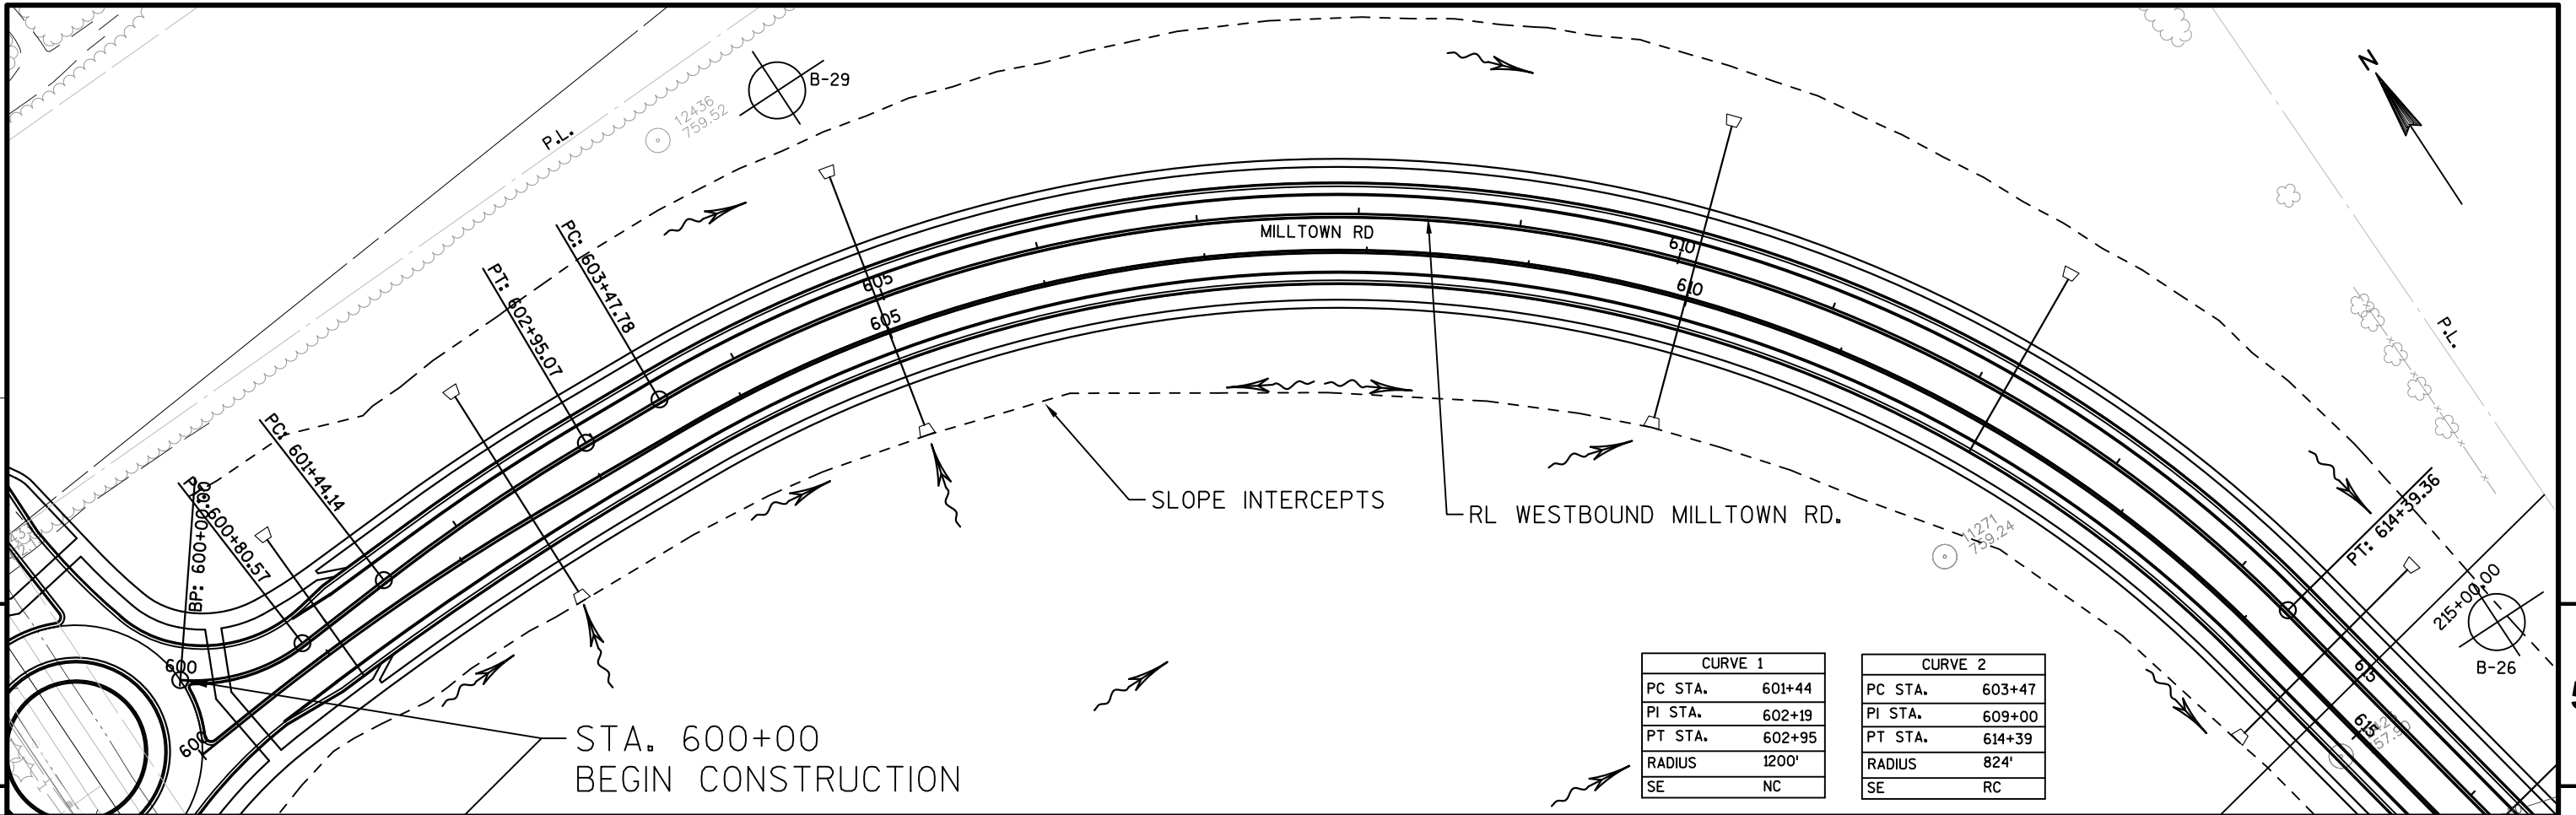 B-29
12436
759.52
P.L.
N
PC: 603+47.78
PT: 602+95.07
PC: 601+44.14
600+80.57
BP: 600+00.00
MILLTOWN RD
605
605
610
610
P.L.
SLOPE INTERCEPTS
RL WESTBOUND MILLTOWN RD.
11271
759.24
PT: 614+39.36
215+00.00
B-26
600
600
615
615
STA. 600+00
BEGIN CONSTRUCTION
CURVE 1
PC STA. 601+44
PI STA. 602+19
PT STA. 602+95
RADIUS 1200'
SE NC
CURVE 2
PC STA. 603+47
PI STA. 609+00
PT STA. 614+39
RADIUS 824'
SE RC